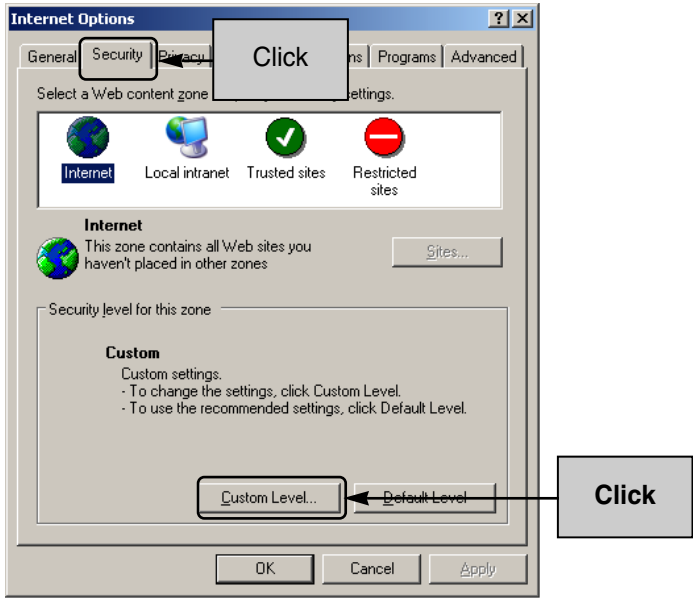 Internet Options
General Security Privacy ns Programs Advanced
Click
Select a Web content zone ettings.
Internet Local intranet Trusted sites Restricted
sites
Internet
This zone contains all Web sites you
haven't placed in other zones
Sites...
Security level for this zone
Custom
Custom settings.
- To change the settings, click Custom Level.
- To use the recommended settings, click Default Level.
Custom Level... Default Level
Click
OK Cancel Apply